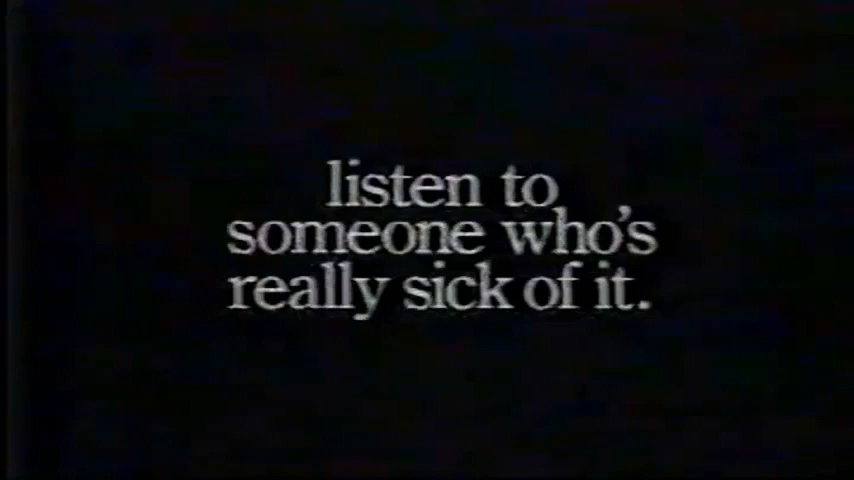 listen to
someone who's
really sick of it.